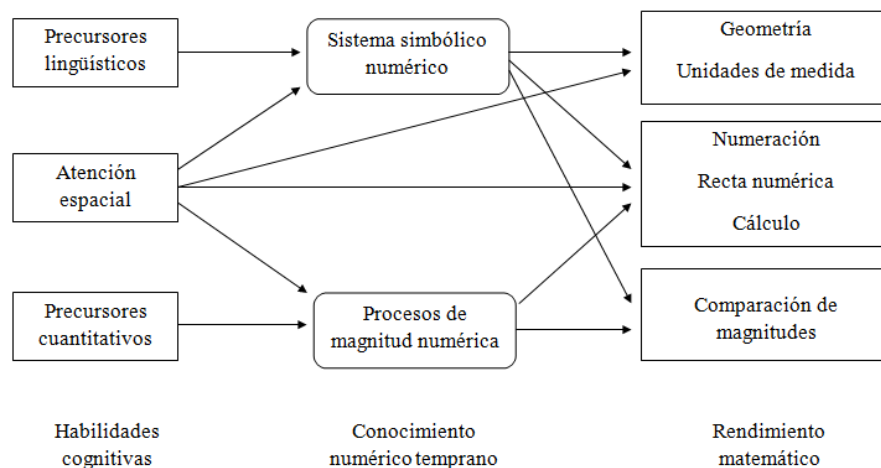 Precursores
lingüísticos
Sistema simbólico
numérico
Geometría
Unidades de medida
Atención
espacial
Numeración
Recta numérica
Cálculo
Precursores
cuantitativos
Procesos de
magnitud numérica
Comparación de
magnitudes
Habilidades
cognitivas
Conocimiento
numérico temprano
Rendimiento
matemático